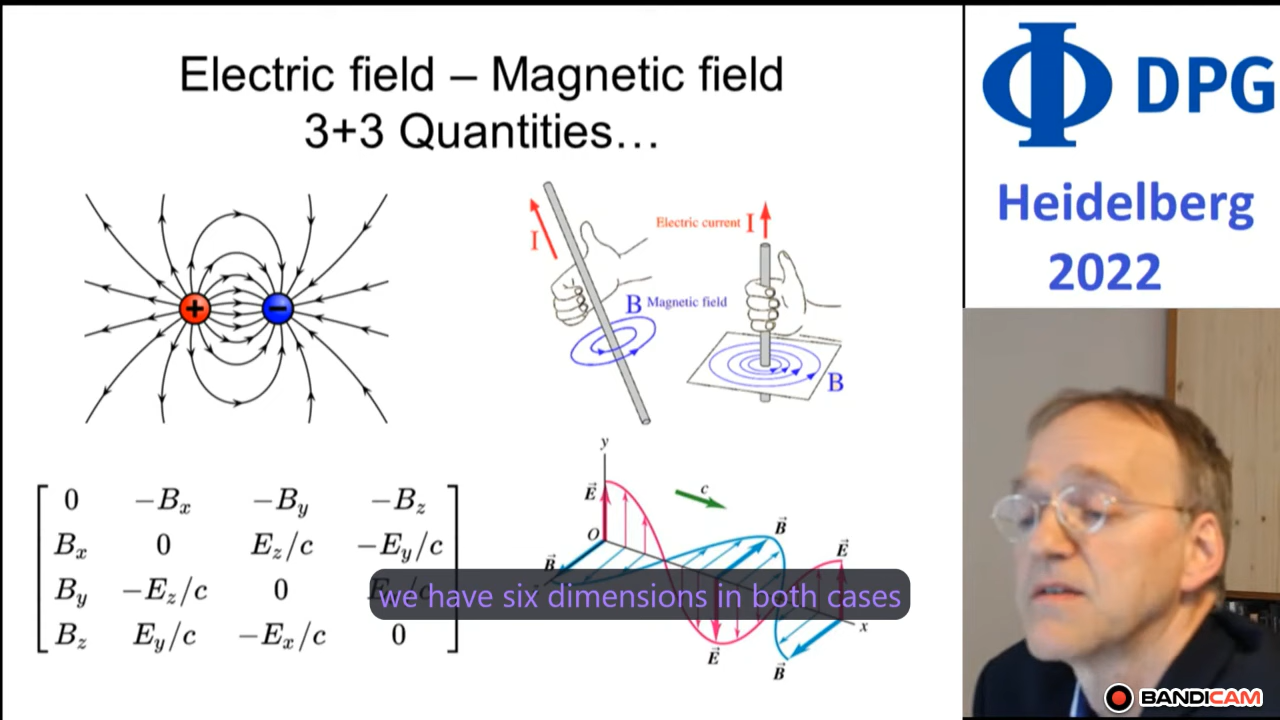 Electric field – Magnetic field
3+3 Quantities…
DPG
Heidelberg
2022
+
−
I
Electric current I
B Magnetic field
B
0 −Bx −By −Bz
Bx 0 Ez/c −Ey/c
By −Ez/c 0
Bz Ey/c −Ex/c 0
y
E⃗
c
O
B⃗
B⃗
E⃗
x
E⃗
B⃗
we have six dimensions in both cases
BANDICAM